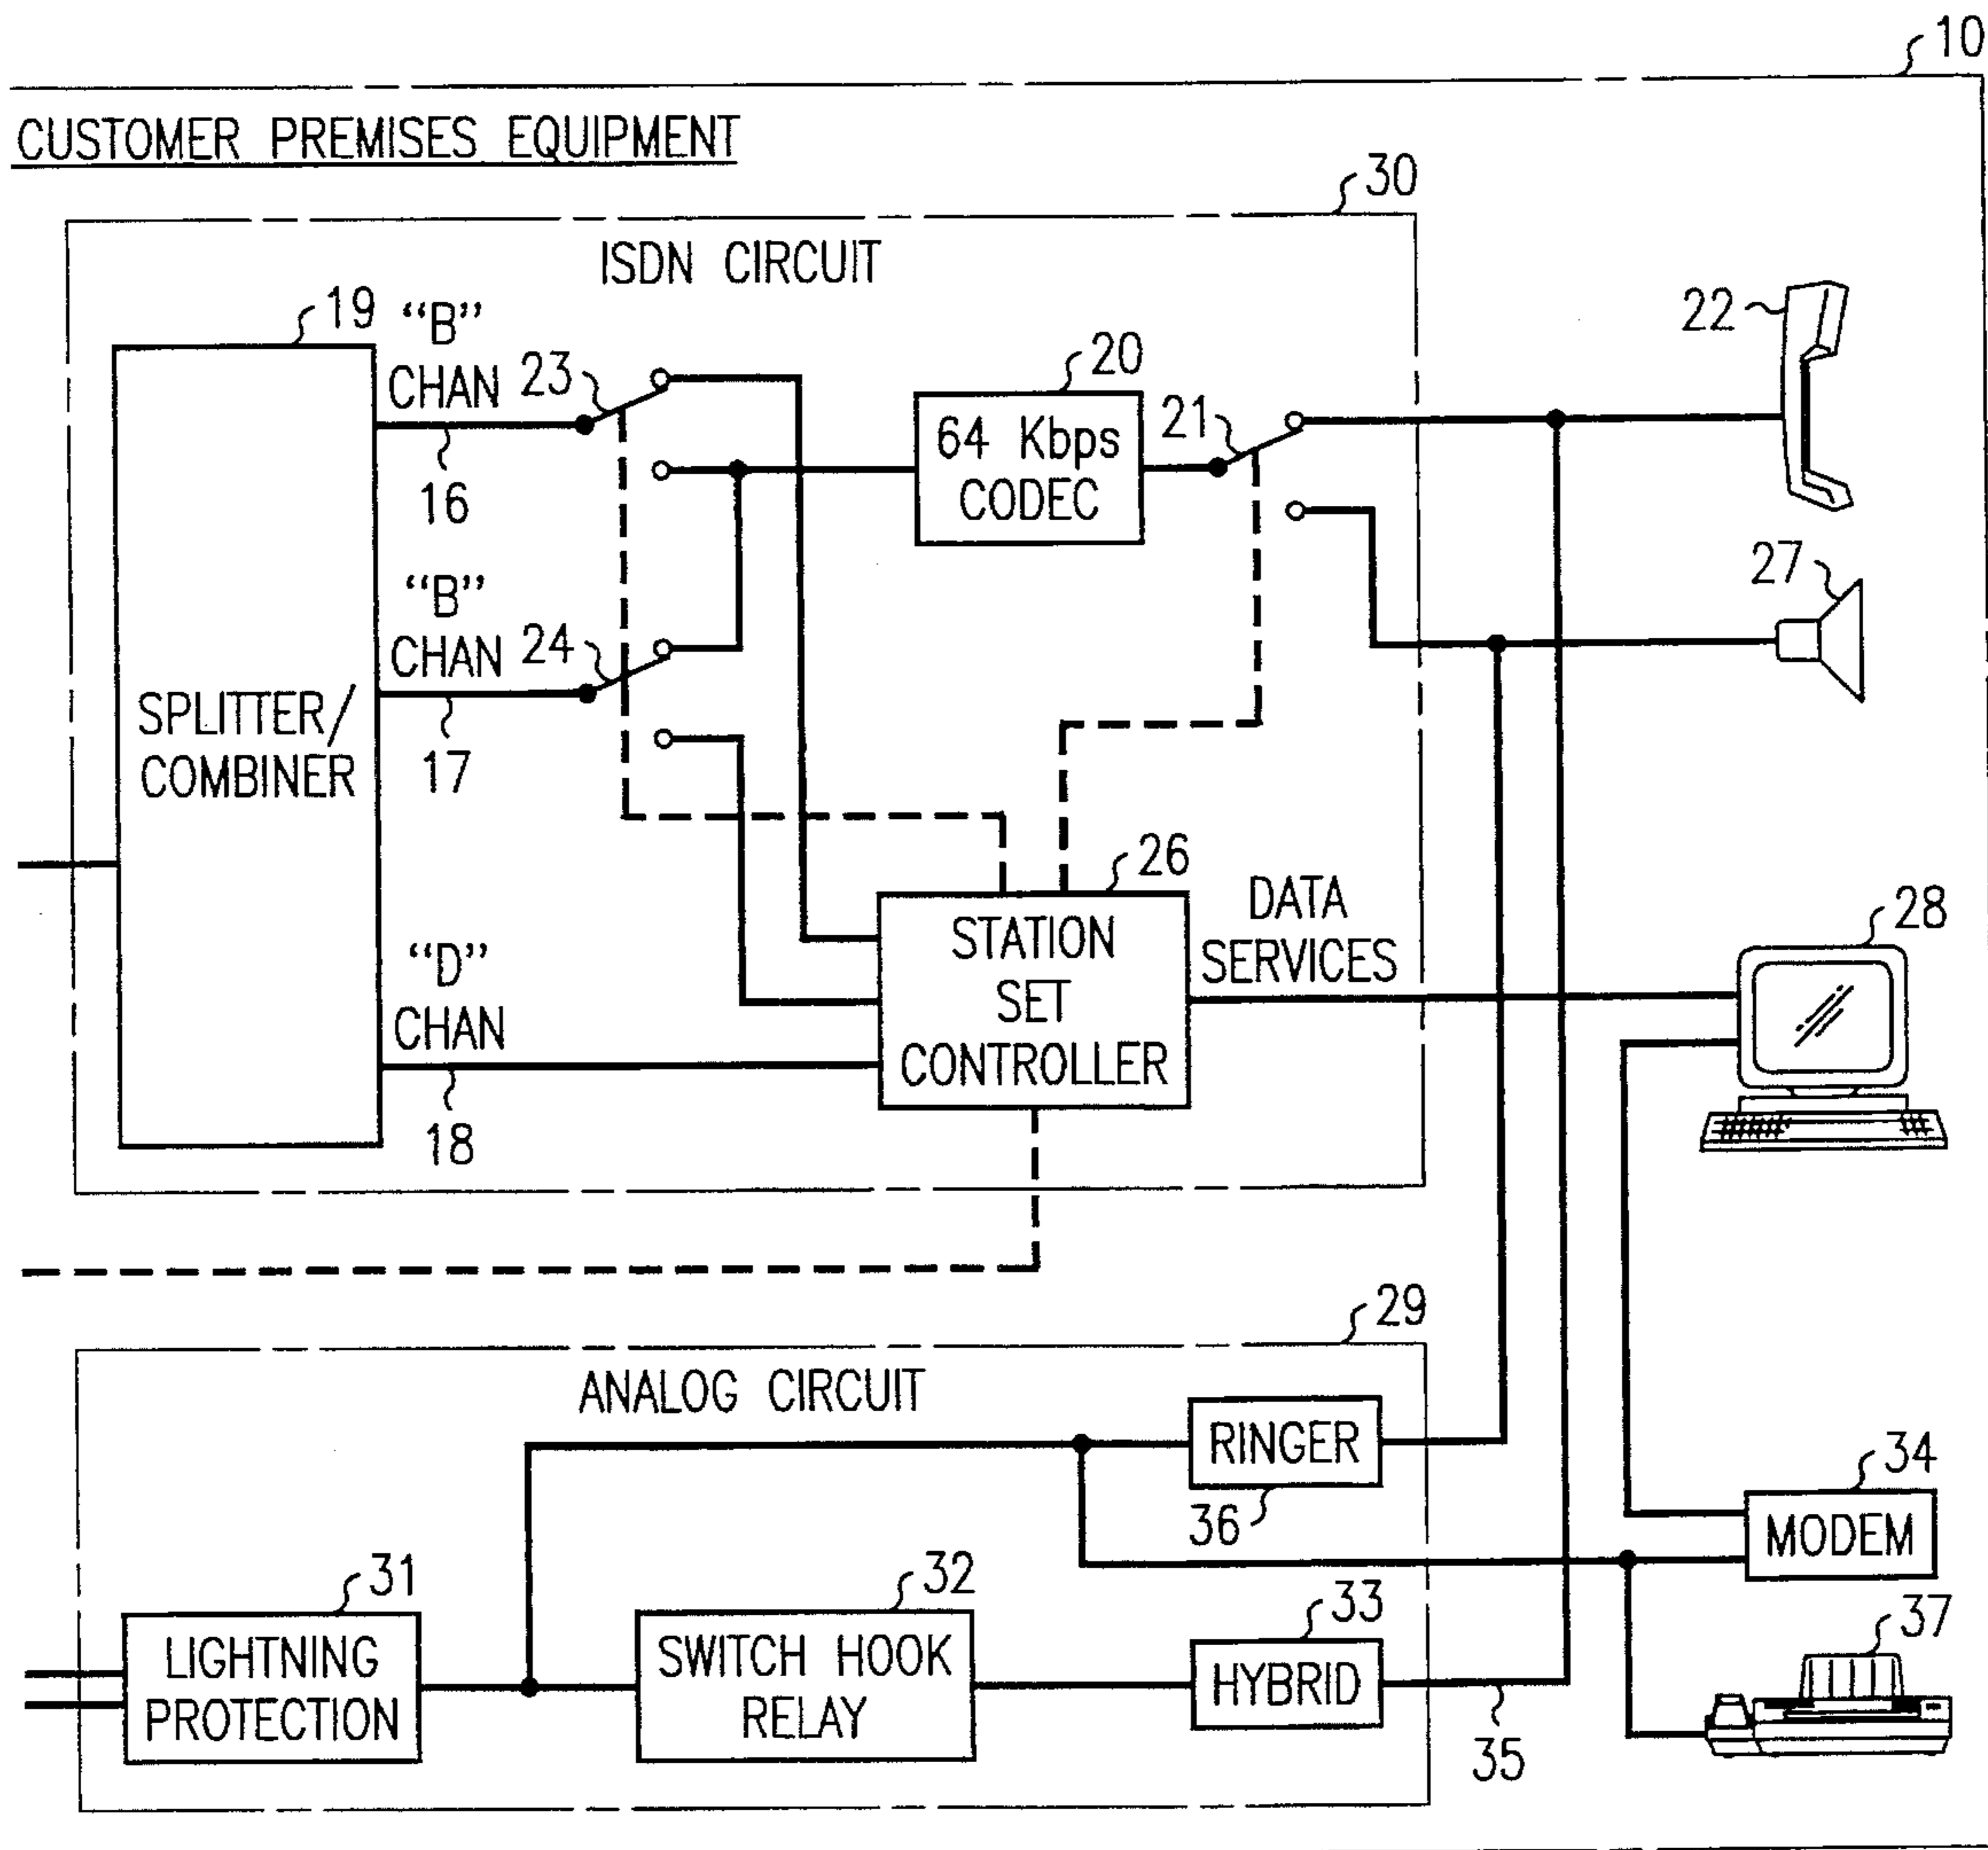 10
CUSTOMER PREMISES EQUIPMENT
30
ISDN CIRCUIT
19
“B”
CHAN
23
16
20
64 Kbps
CODEC
21
22
27
“B”
CHAN
24
17
SPLITTER/
COMBINER
26
STATION
SET
CONTROLLER
DATA
SERVICES
28
“D”
CHAN
18
29
ANALOG CIRCUIT
RINGER
36
34
MODEM
31
LIGHTNING
PROTECTION
32
SWITCH HOOK
RELAY
33
HYBRID
35
37